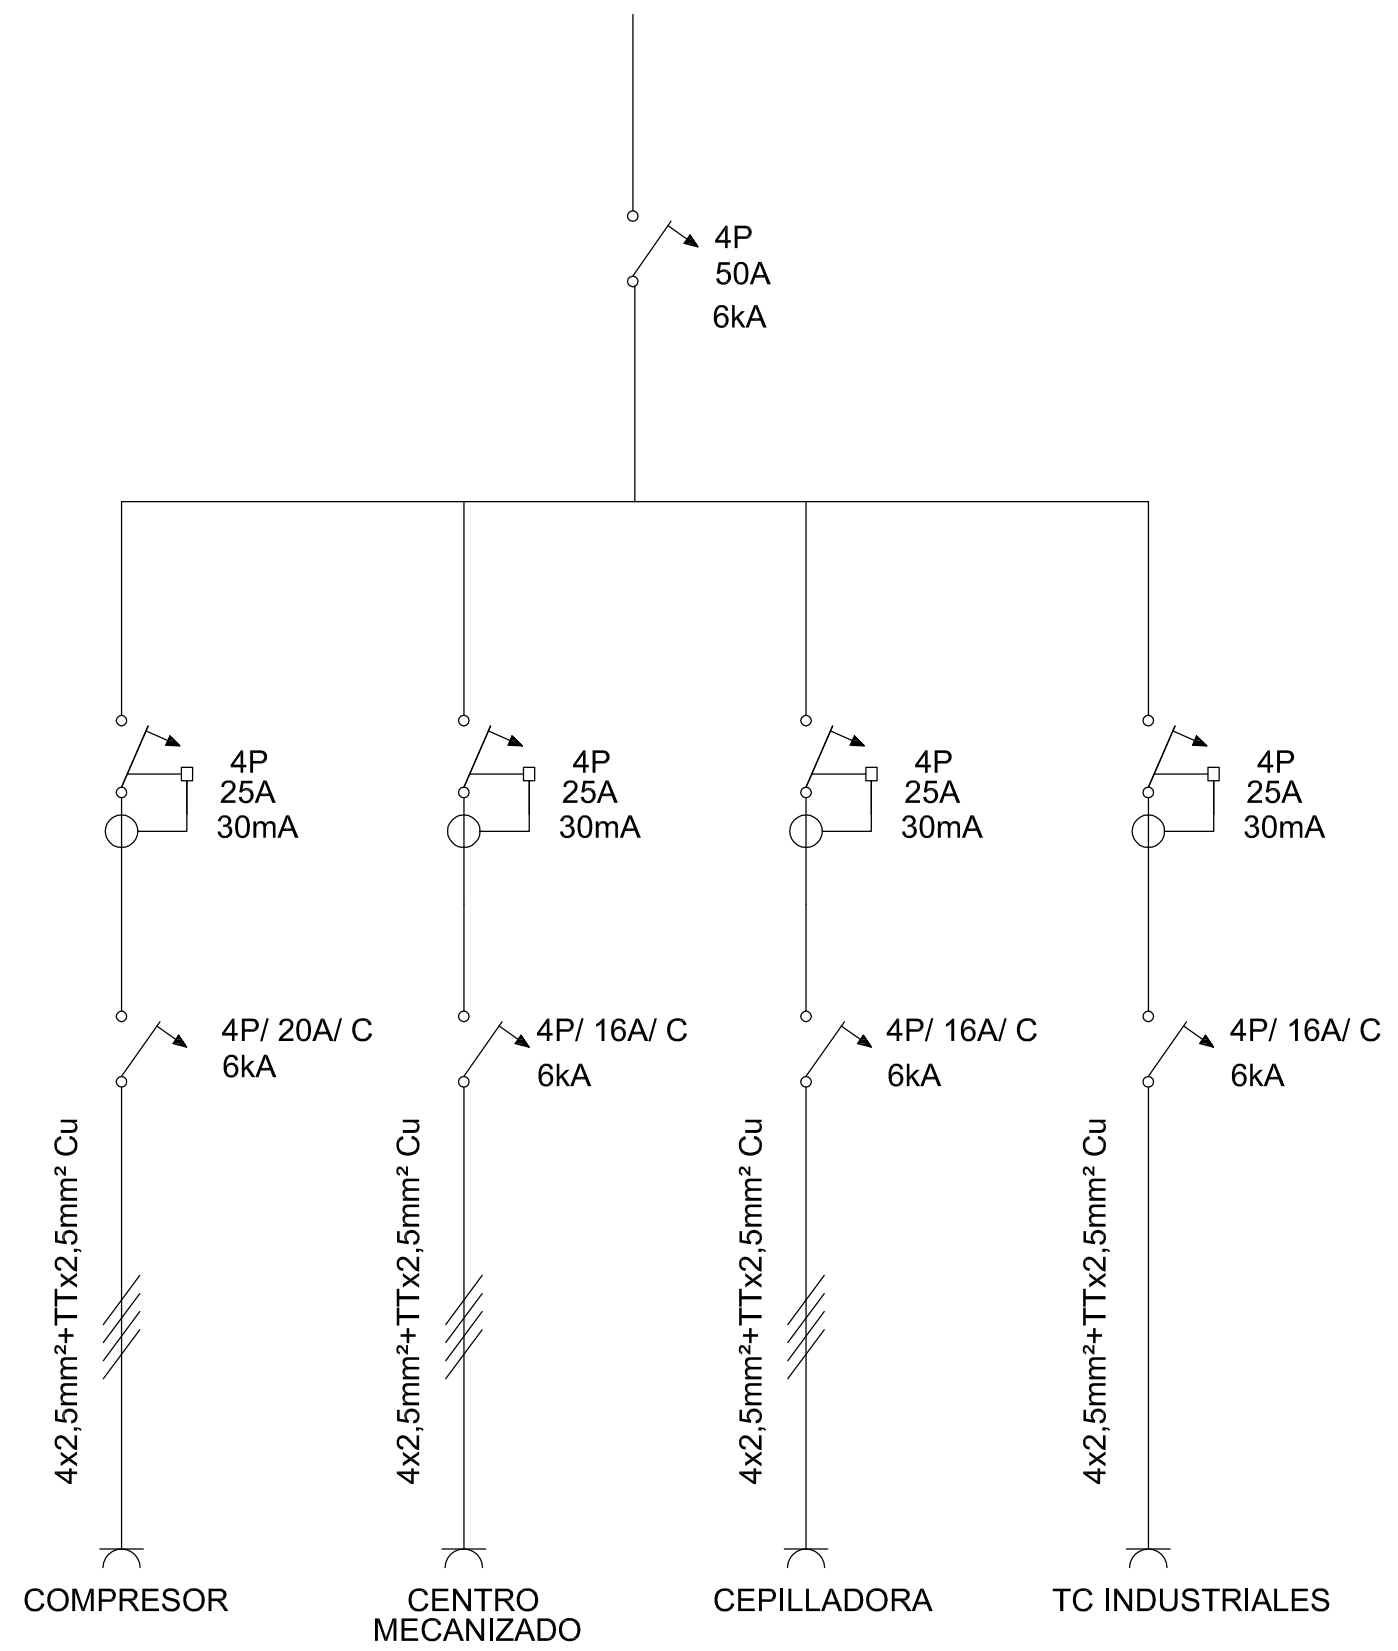 4P
50A
6kA
4P
25A
30mA
4P
25A
30mA
4P
25A
30mA
4P
25A
30mA
4P/ 20A/ C
6kA
4P/ 16A/ C
6kA
4P/ 16A/ C
6kA
4P/ 16A/ C
6kA
4x2,5mm²+TTx2,5mm² Cu
4x2,5mm²+TTx2,5mm² Cu
4x2,5mm²+TTx2,5mm² Cu
4x2,5mm²+TTx2,5mm² Cu
COMPRESOR
CENTRO
MECANIZADO
CEPILLADORA
TC INDUSTRIALES